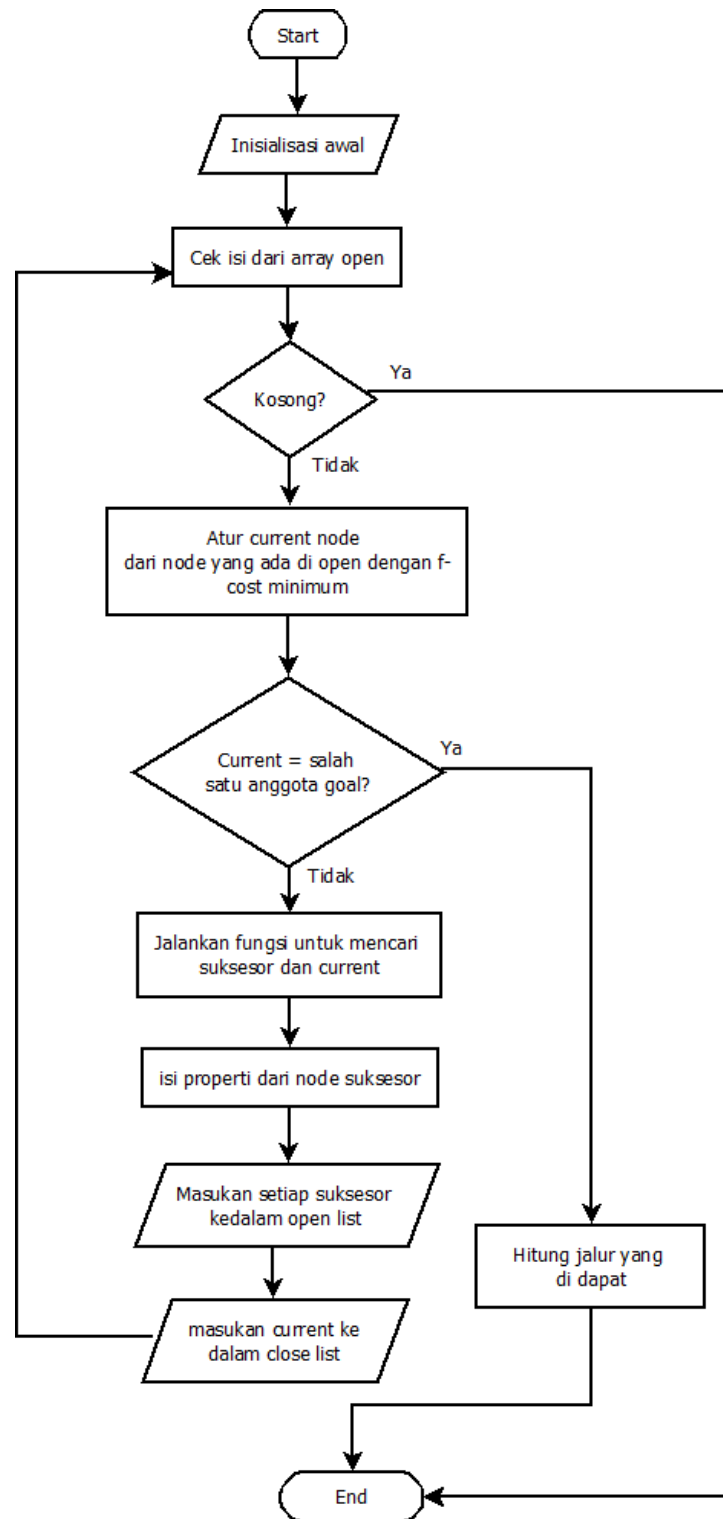 Start
Inisialisasi awal
Cek isi dari array open
Ya
Kosong?
Tidak
Atur current node
dari node yang ada di open dengan f-
cost minimum
Ya
Current = salah
satu anggota goal?
Tidak
Jalankan fungsi untuk mencari
suksesor dan current
isi properti dari node suksesor
Masukan setiap suksesor
kedalam open list
Hitung jalur yang
di dapat
masukan current ke
dalam close list
End